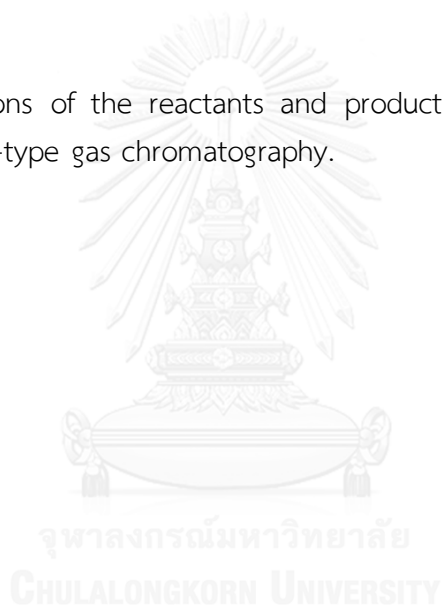 ons of the reactants and product
-type gas chromatography.
จุฬาลงกรณ์มหาวิทยาลัย
CHULALONGKORN UNIVERSITY